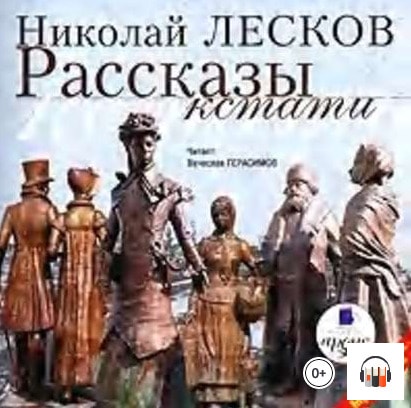 Николай ЛЕСКОВ
Рассказы
кстати
Читает
Вячеслав ГЕРАСИМОВ
0+